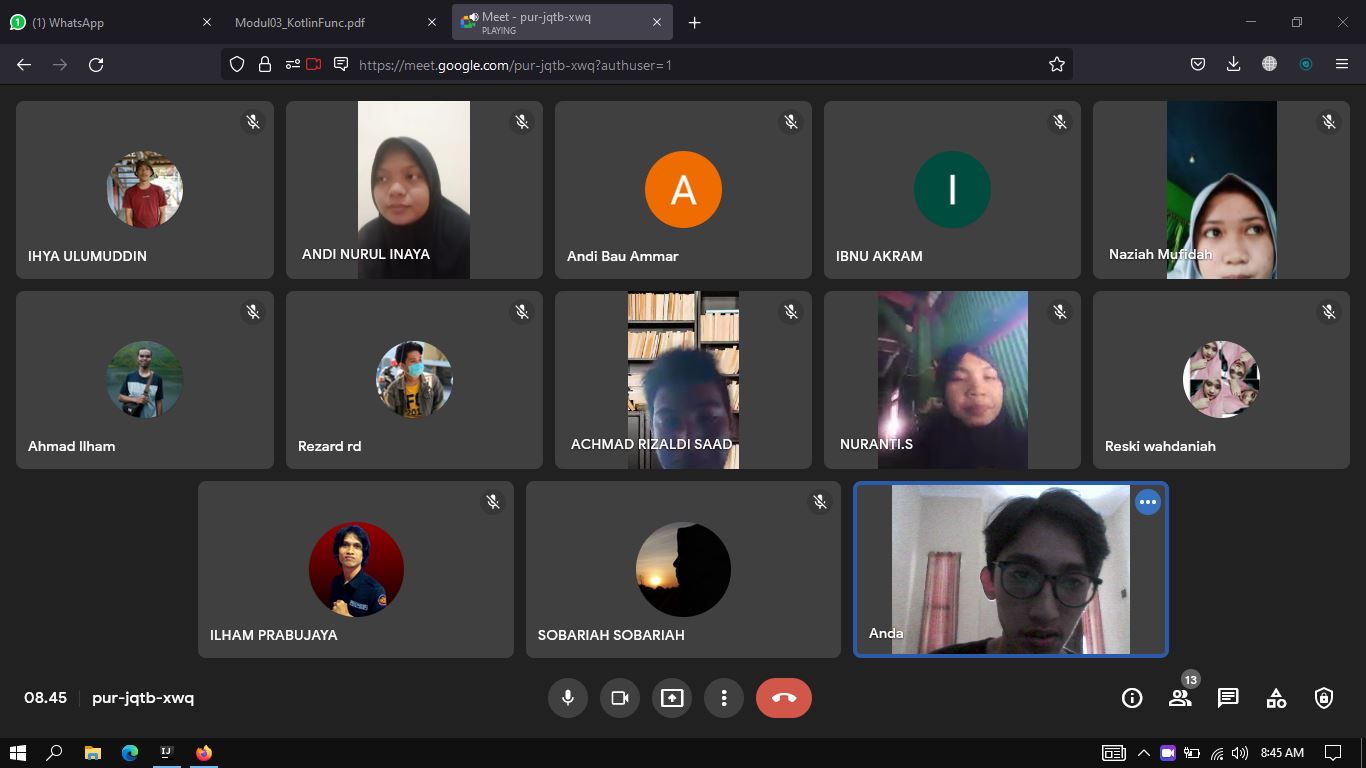 (1) WhatsApp
Modul03_KotlinFunc.pdf
Meet - pur-jqtb-xwq
PLAYING
https://meet.google.com/pur-jqtb-xwq?authuser=1
IHYA ULUMUDDIN
ANDI NURUL INAYA
A
Andi Bau Ammar
I
IBNU AKRAM
Naziah Mufidah
Ahmad Ilham
Rezard rd
ACHMAD RIZALDI SAAD
NURANTI.S
Reski wahdaniah
ILHAM PRABUJAYA
SOBARIAH SOBARIAH
Anda
08.45 pur-jqtb-xwq
13
IJ
8:45 AM